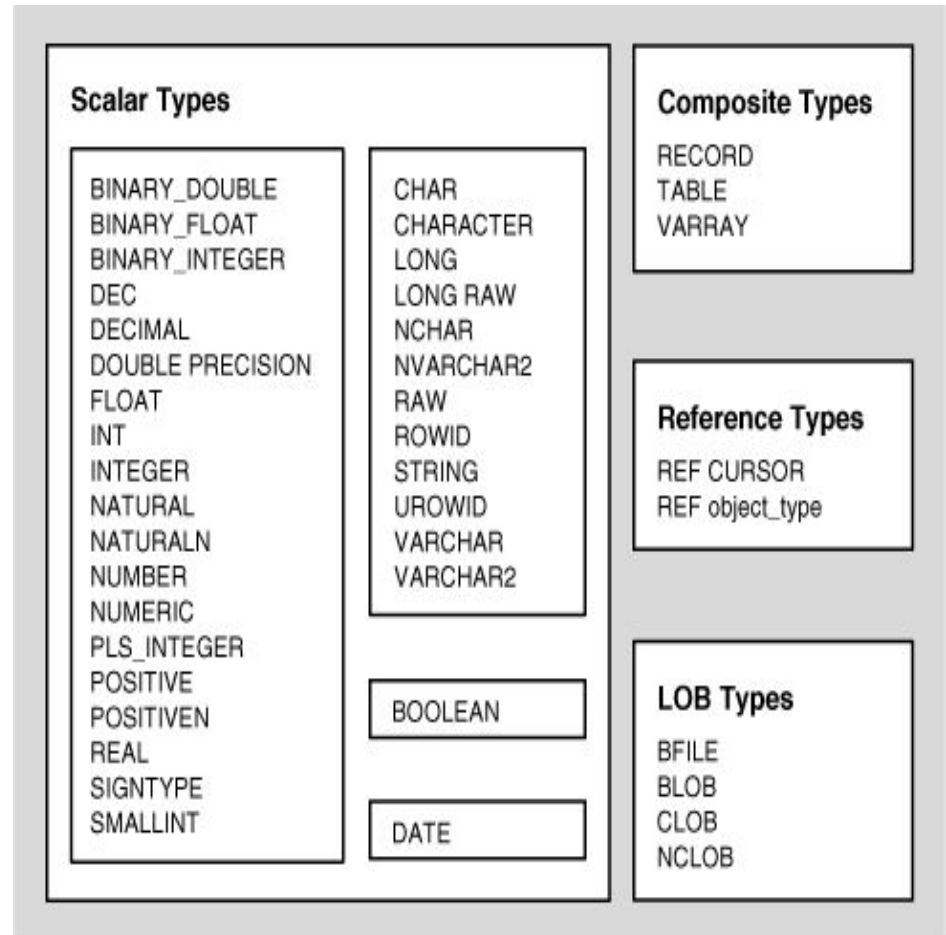 Scalar Types
BINARY_DOUBLE
BINARY_FLOAT
BINARY_INTEGER
DEC
DECIMAL
DOUBLE PRECISION
FLOAT
INT
INTEGER
NATURAL
NATURALN
NUMBER
NUMERIC
PLS_INTEGER
POSITIVE
POSITIVEN
REAL
SIGNTYPE
SMALLINT
CHAR
CHARACTER
LONG
LONG RAW
NCHAR
NVARCHAR2
RAW
ROWID
STRING
UROWID
VARCHAR
VARCHAR2
BOOLEAN
DATE
Composite Types
RECORD
TABLE
VARRAY
Reference Types
REF CURSOR
REF object_type
LOB Types
BFILE
BLOB
CLOB
NCLOB